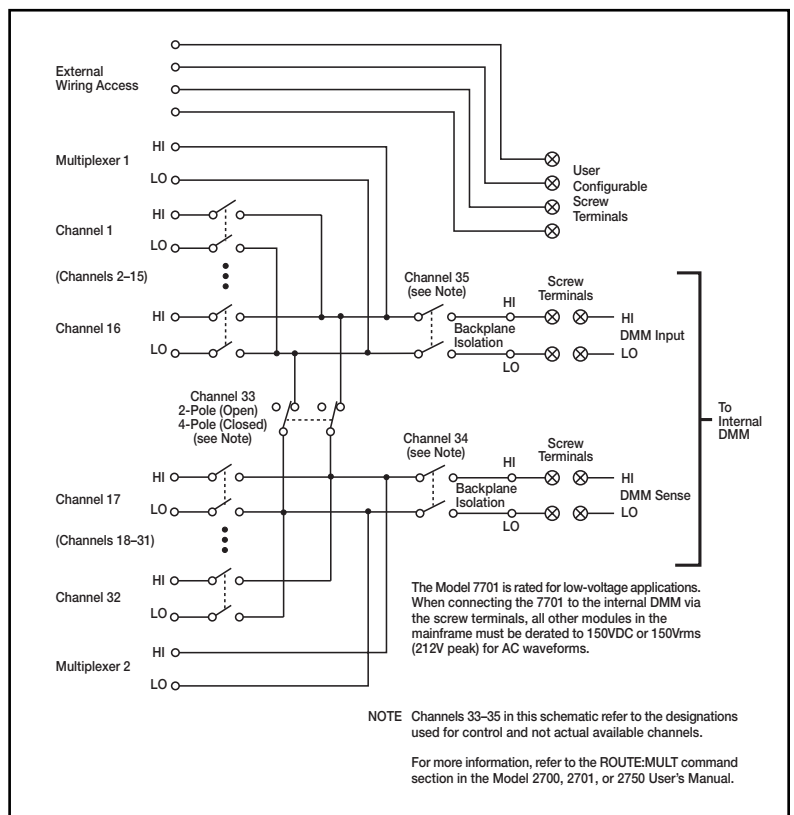 External
Wiring Access
Multiplexer 1
HI
LO
Channel 1
HI
LO
(Channels 2–15)
Channel 16
HI
LO
User
Configurable
Screw
Terminals
Channel 35
(see Note)
HI
Backplane
Isolation
LO
Screw
Terminals
HI
DMM Input
LO
Channel 33
2-Pole (Open)
4-Pole (Closed)
(see Note)
To
Internal
DMM
Channel 34
(see Note)
HI
Backplane
Isolation
LO
Screw
Terminals
HI
DMM Sense
LO
Channel 17
HI
LO
(Channels 18–31)
Channel 32
HI
LO
Multiplexer 2
HI
LO
The Model 7701 is rated for low-voltage applications.
When connecting the 7701 to the internal DMM via
the screw terminals, all other modules in the
mainframe must be derated to 150VDC or 150Vrms
(212V peak) for AC waveforms.
NOTE Channels 33–35 in this schematic refer to the designations
used for control and not actual available channels.
For more information, refer to the ROUTE:MULT command
section in the Model 2700, 2701, or 2750 User's Manual.